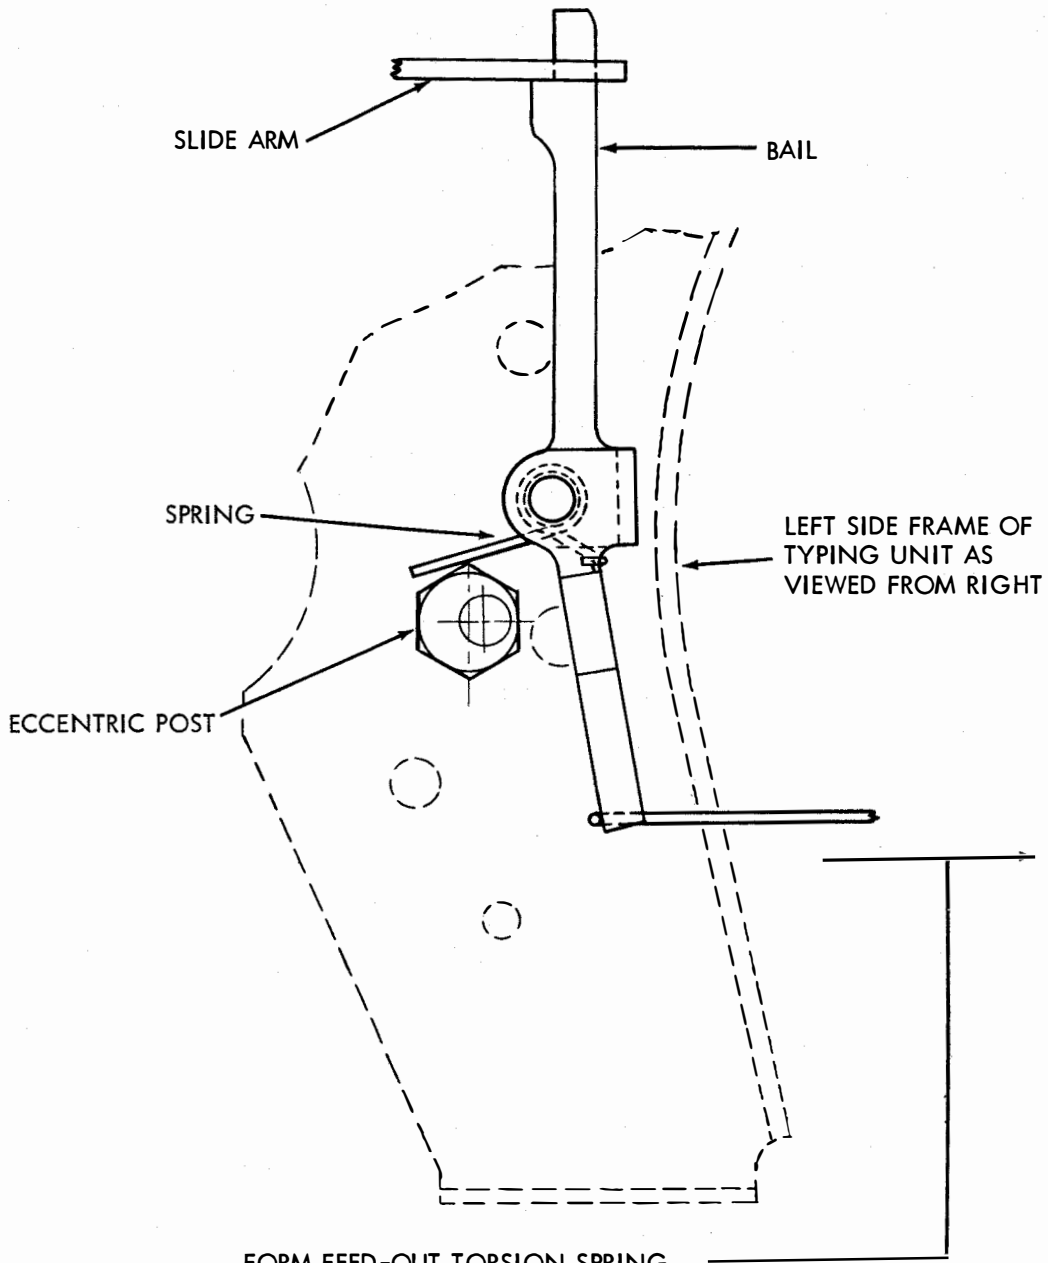 SLIDE ARM
BAIL
SPRING
LEFT SIDE FRAME OF
TYPING UNIT AS
VIEWED FROM RIGHT
ECCENTRIC POST
FORM FEED-OUT TORSION SPRING